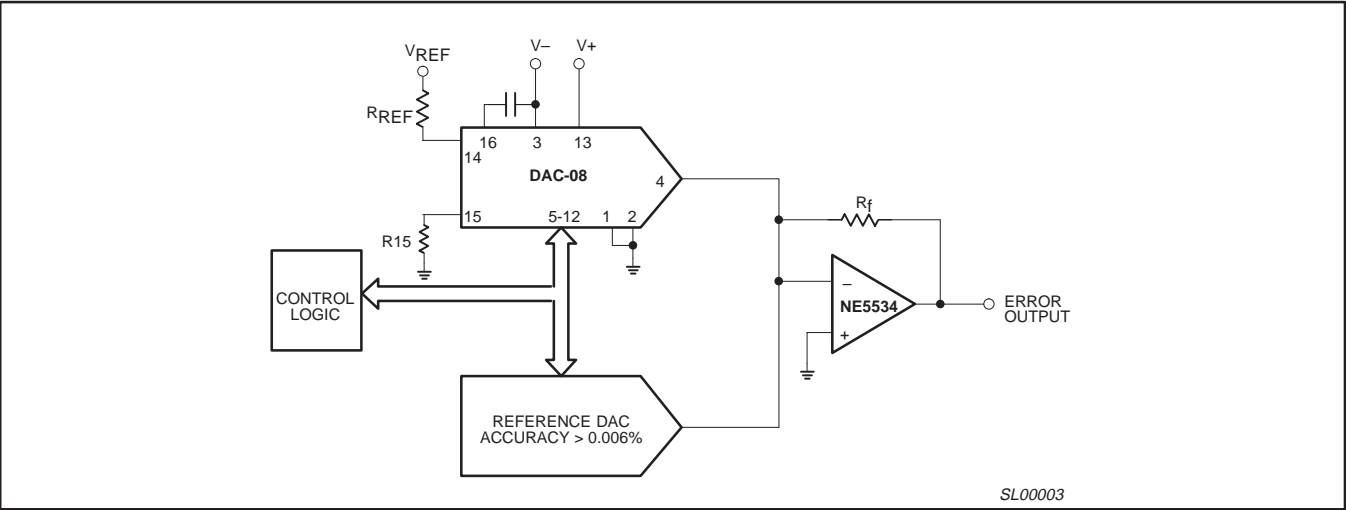 V– V+
VREF
RREF
16 3 13
14
DAC-08
4
15 5-12 1 2
Rf
R15
–
CONTROL
LOGIC
NE5534
ERROR
OUTPUT
+
REFERENCE DAC
ACCURACY > 0.006%
SL00003